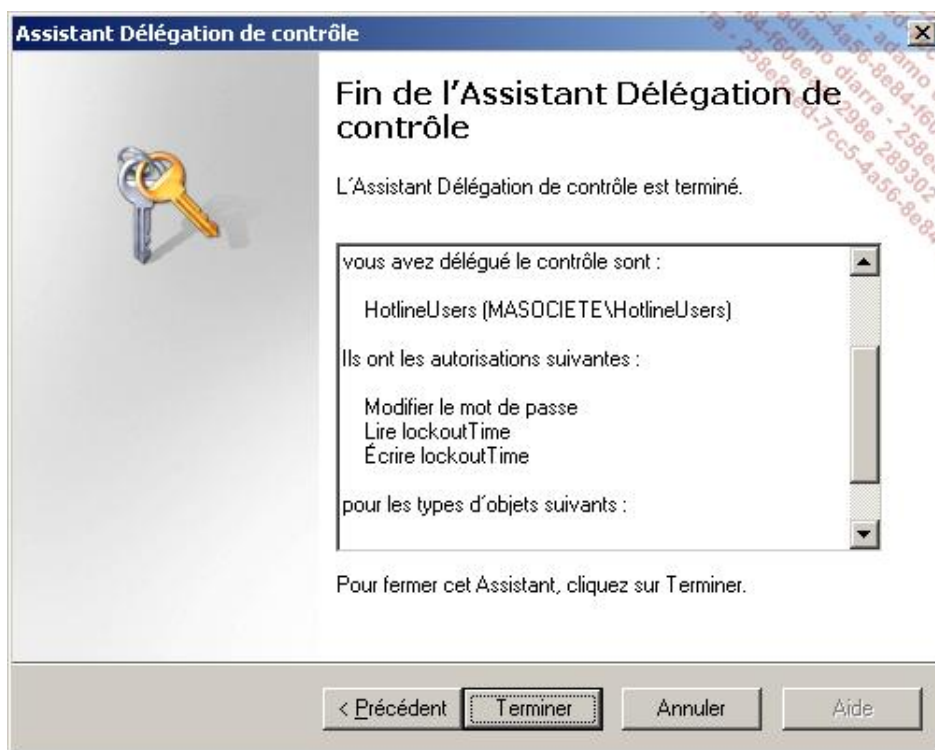 Assistant Délégation de contrôle
Fin de l'Assistant Délégation de
contrôle
L'Assistant Délégation de contrôle est terminé.
vous avez délégué le contrôle sont :
HotlineUsers (MASOCIETE\HotlineUsers)
Ils ont les autorisations suivantes :
Modifier le mot de passe
Lire lockoutTime
Écrire lockoutTime
pour les types d'objets suivants :
Pour fermer cet Assistant, cliquez sur Terminer.
< Précédent
Terminer
Annuler
Aide